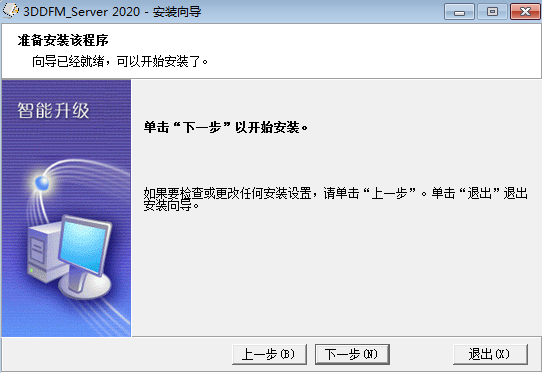 3DDFM_Server 2020 - 安装向导
准备安装该程序
向导已经就绪，可以开始安装了。
智能升级
单击“下一步”以开始安装。
如果要检查或更改任何安装设置，请单击“上一步”。单击“退出”退出
安装向导。
上一步(B) 下一步(N) 退出(X)